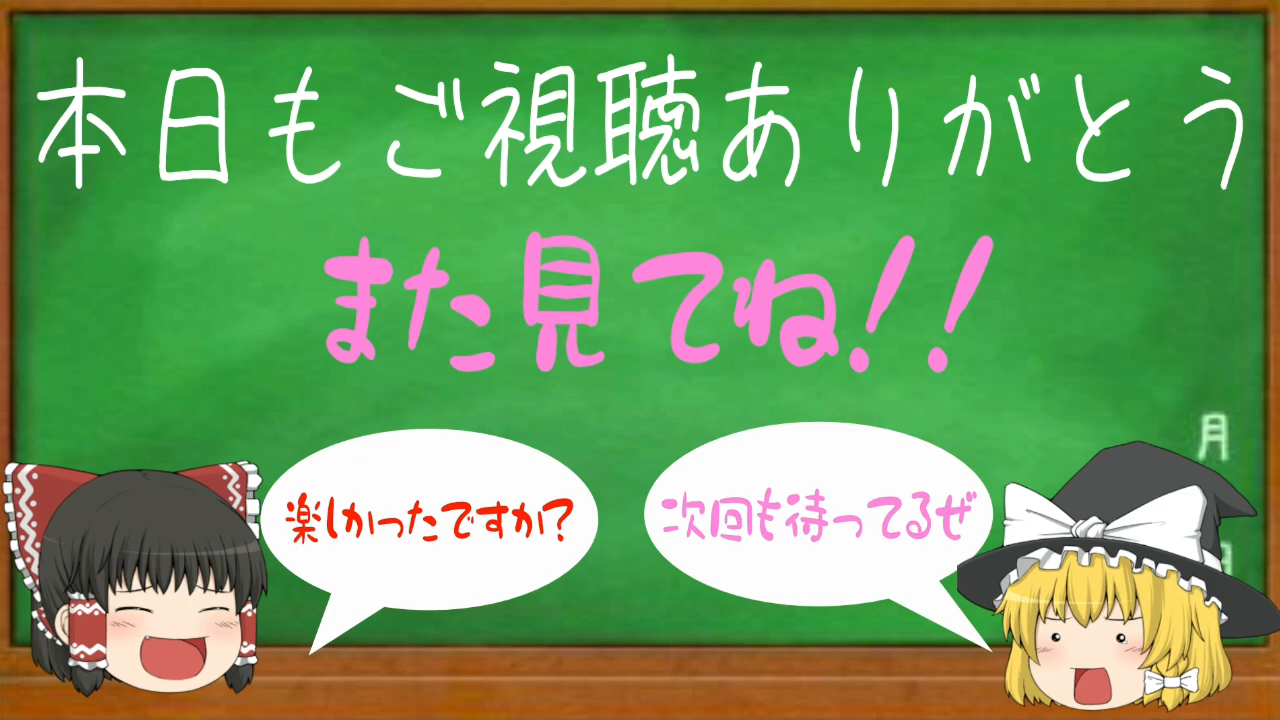 本日もご視聴ありがとう
また見てね!!
楽しかったですか?
次回も待ってるぜ
月